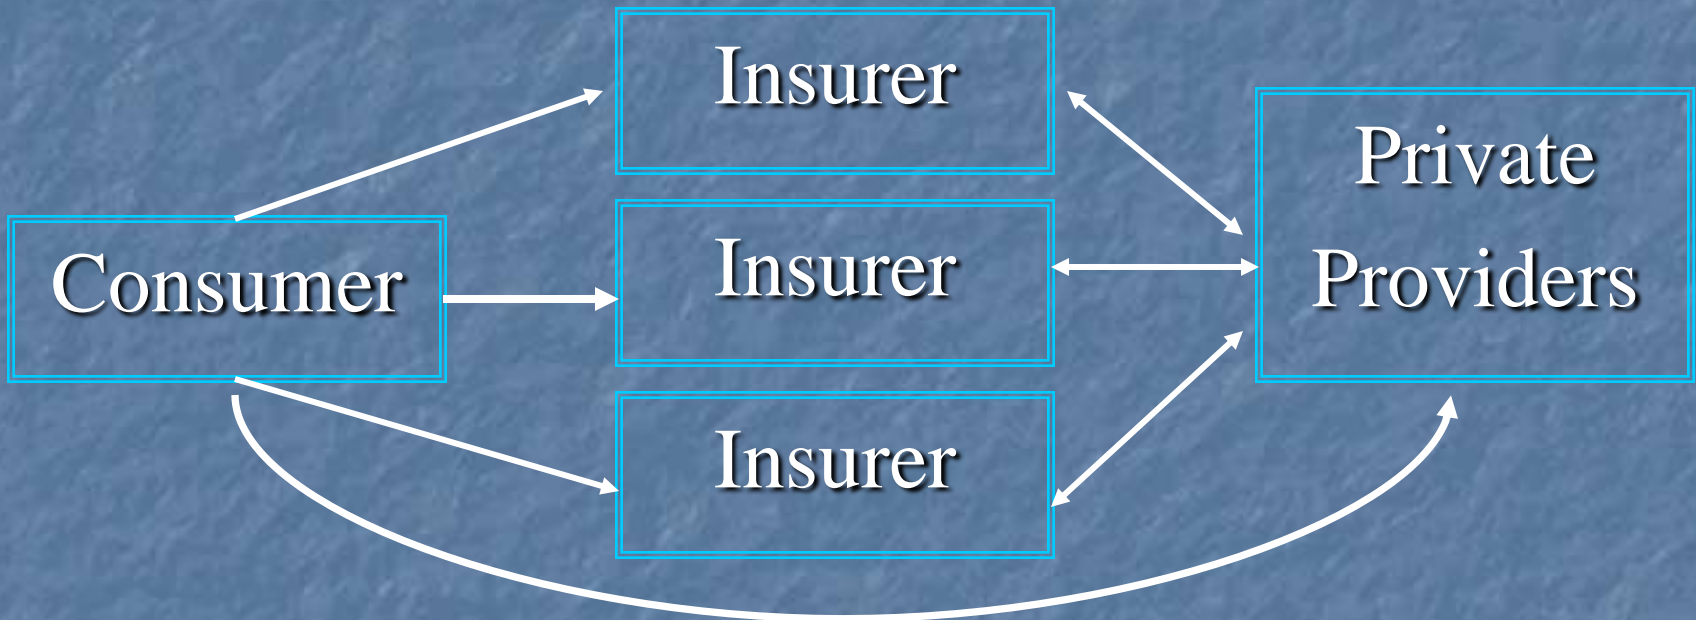 Insurer
Private
Providers
Consumer
Insurer
Insurer